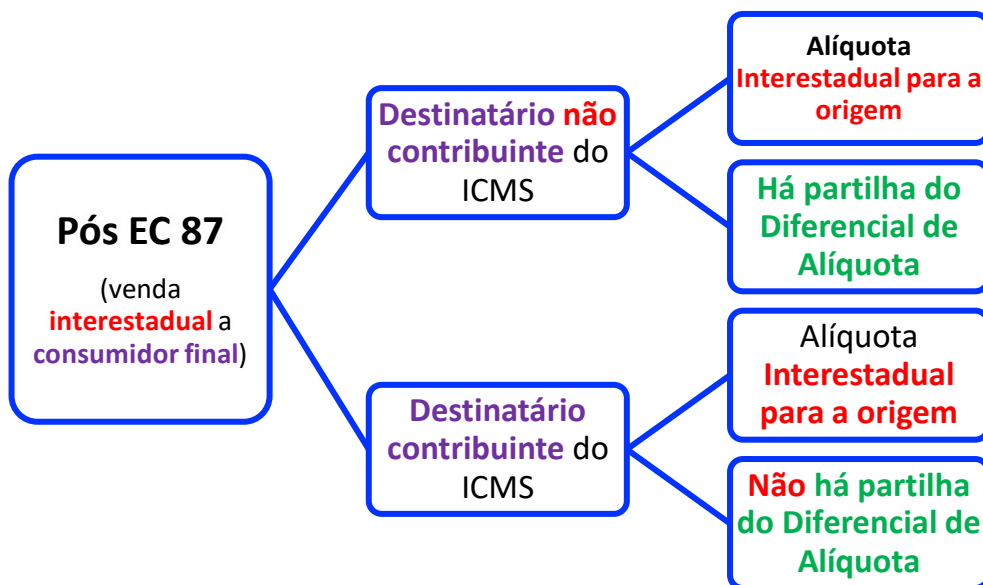 Pós EC 87
(venda
interestadual a
consumidor final)
Destinatário não
contribuinte do
ICMS
Alíquota
Interestadual para a
origem
Há partilha do
Diferencial de
Alíquota
Destinatário
contribuinte do
ICMS
Alíquota
Interestadual
para a origem
Não há partilha
do Diferencial de
Alíquota